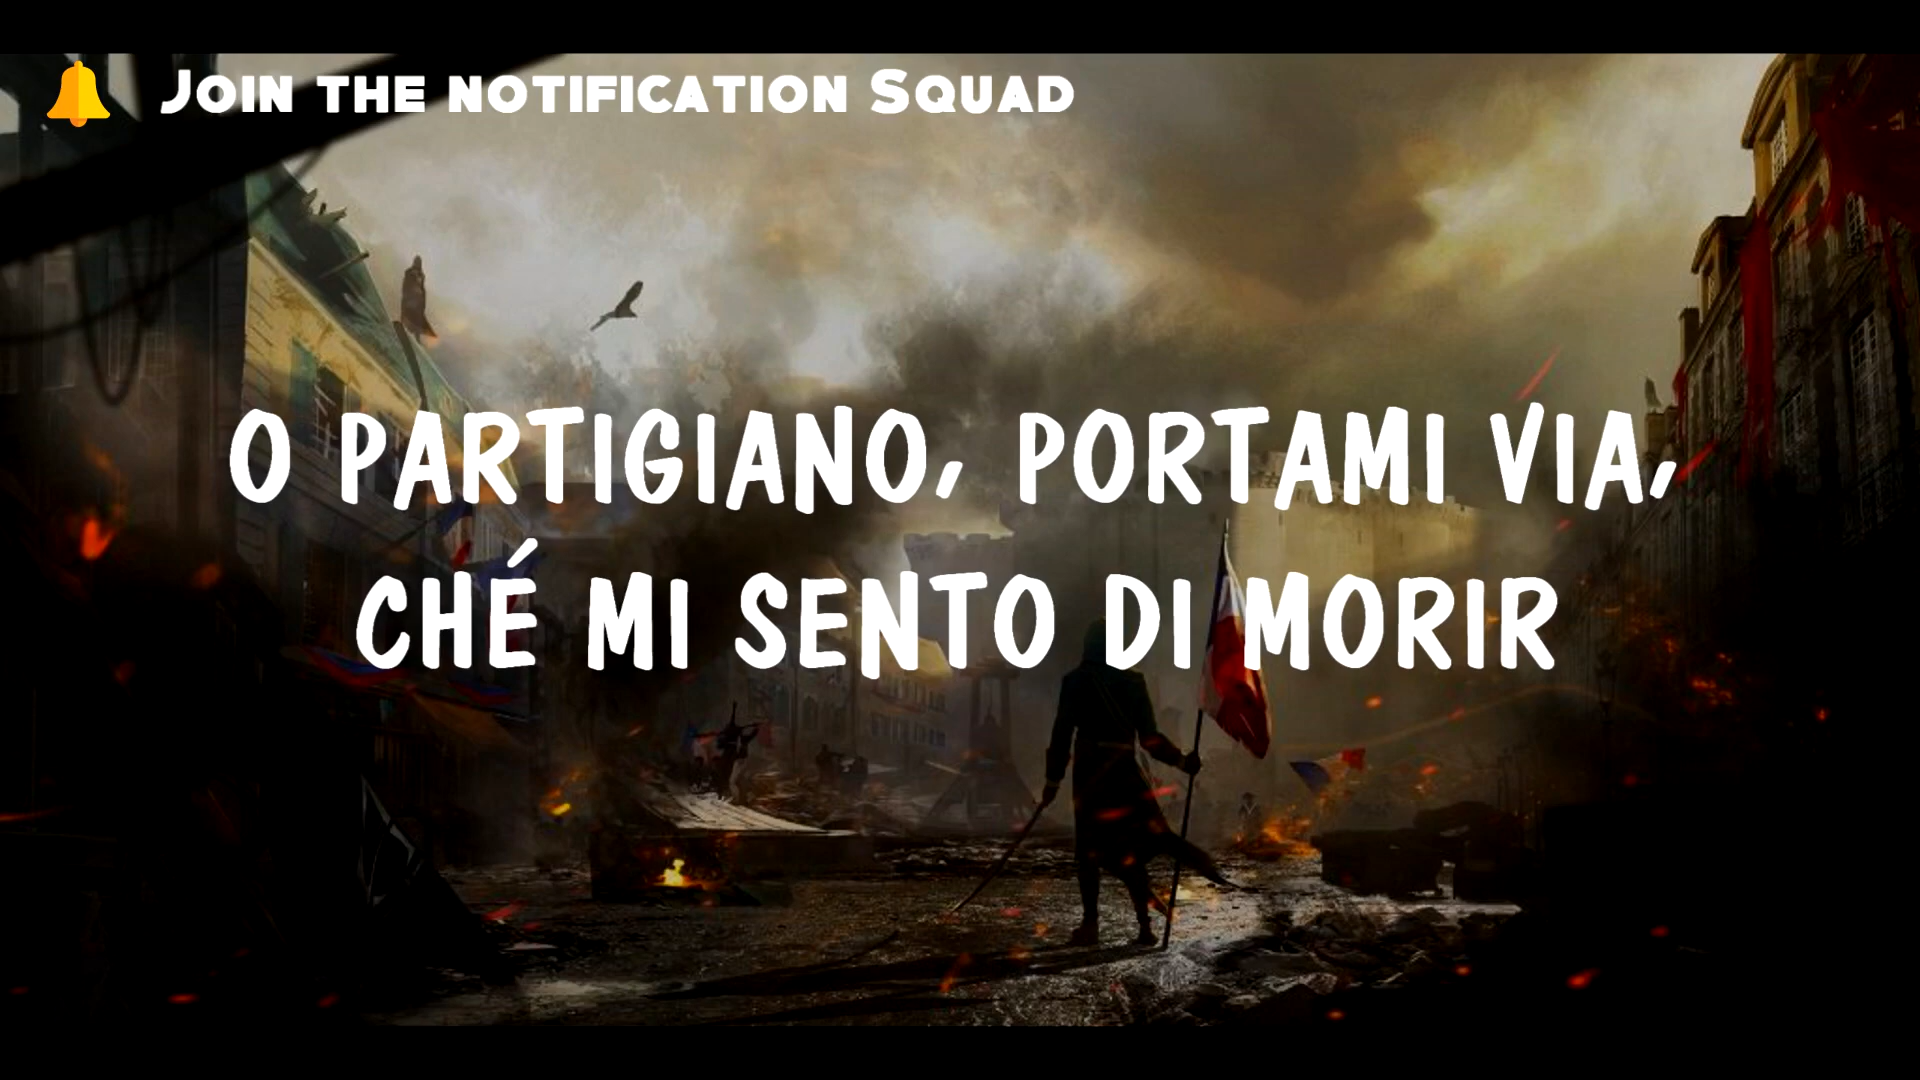 Join the notification Squad
O PARTIGIANO, PORTAMI VIA,
CHÉ MI SENTO DI MORIR